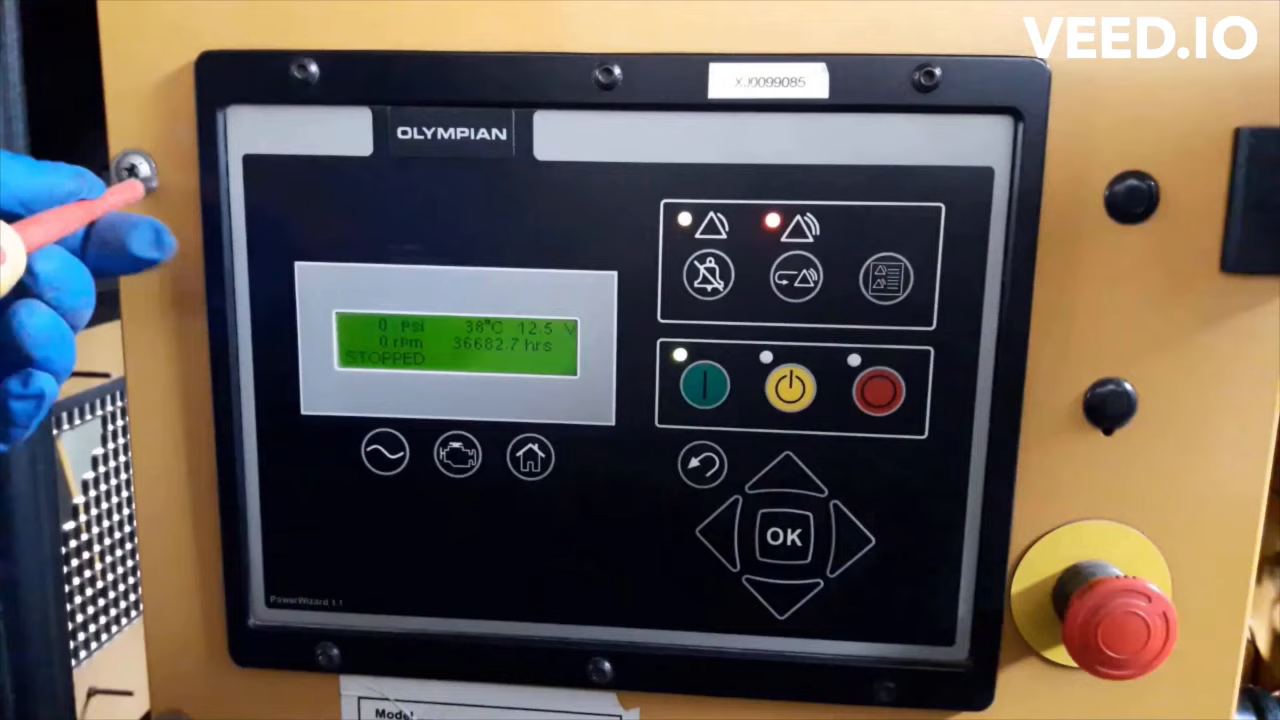 VEED.IO
XJ0099085
OLYMPIAN
0 psi 38°C 12.5 V
0 rpm 36682.7 hrs
STOPPED
OK
PowerWizard 1.1
Model